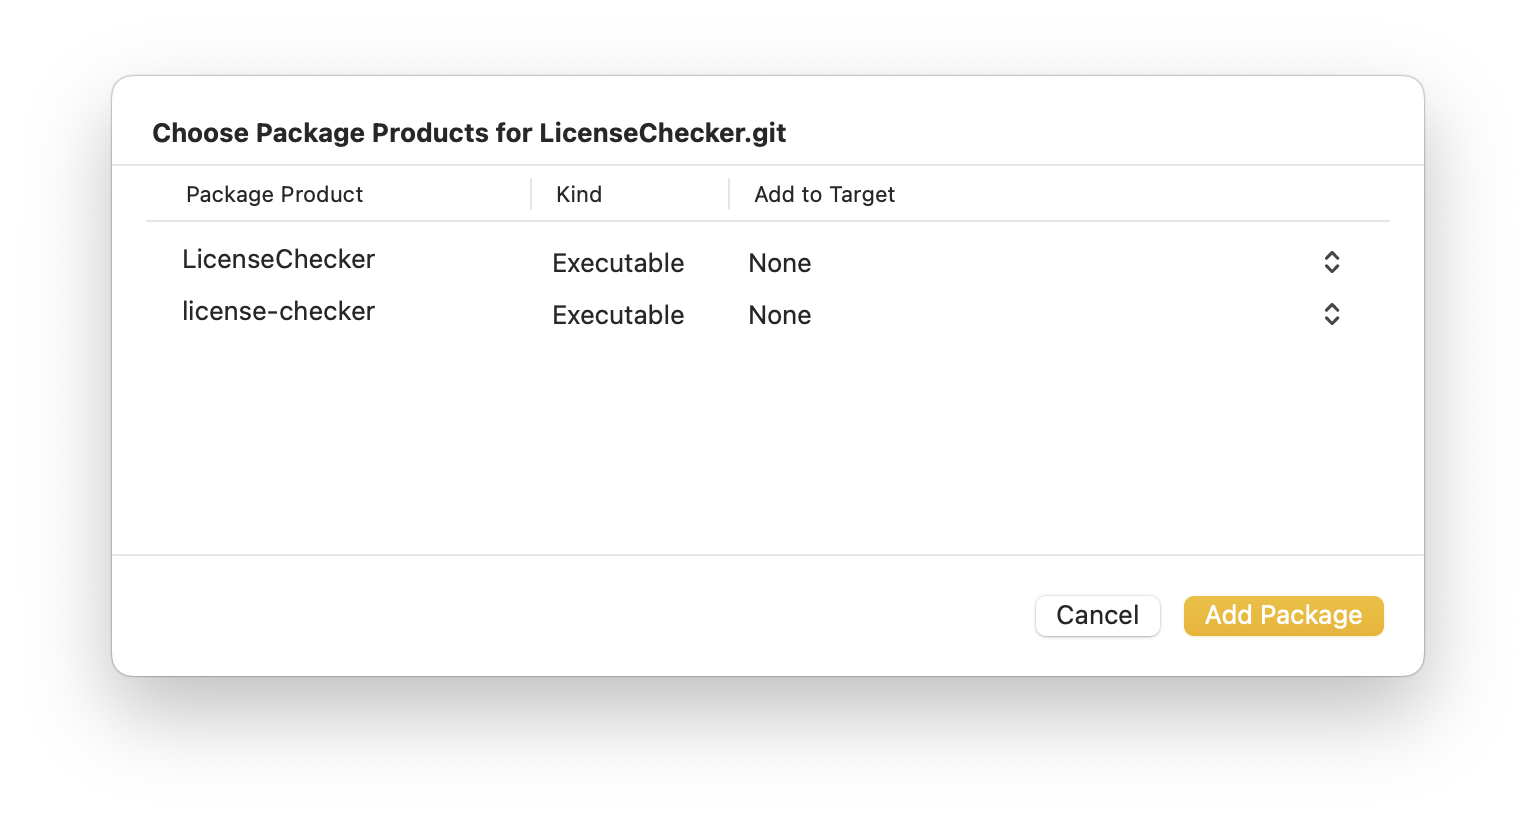 Choose Package Products for LicenseChecker.git
Package Product Kind Add to Target
LicenseChecker Executable None
license-checker Executable None
Cancel Add Package